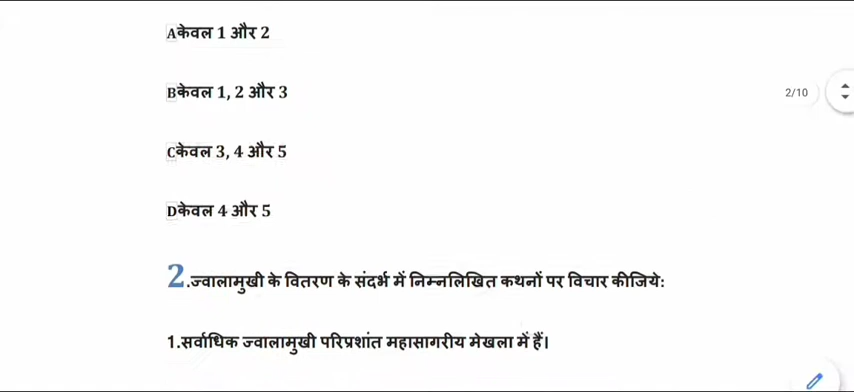 Aकेवल 1 और 2
Bकेवल 1, 2 और 3
2/10
Cकेवल 3, 4 और 5
Dकेवल 4 और 5
2.ज्वालामुखी के वितरण के संदर्भ में निम्नलिखित कथनों पर विचार कीजिये:
1.सर्वाधिक ज्वालामुखी परिप्रशांत महासागरीय मेखला में हैं।